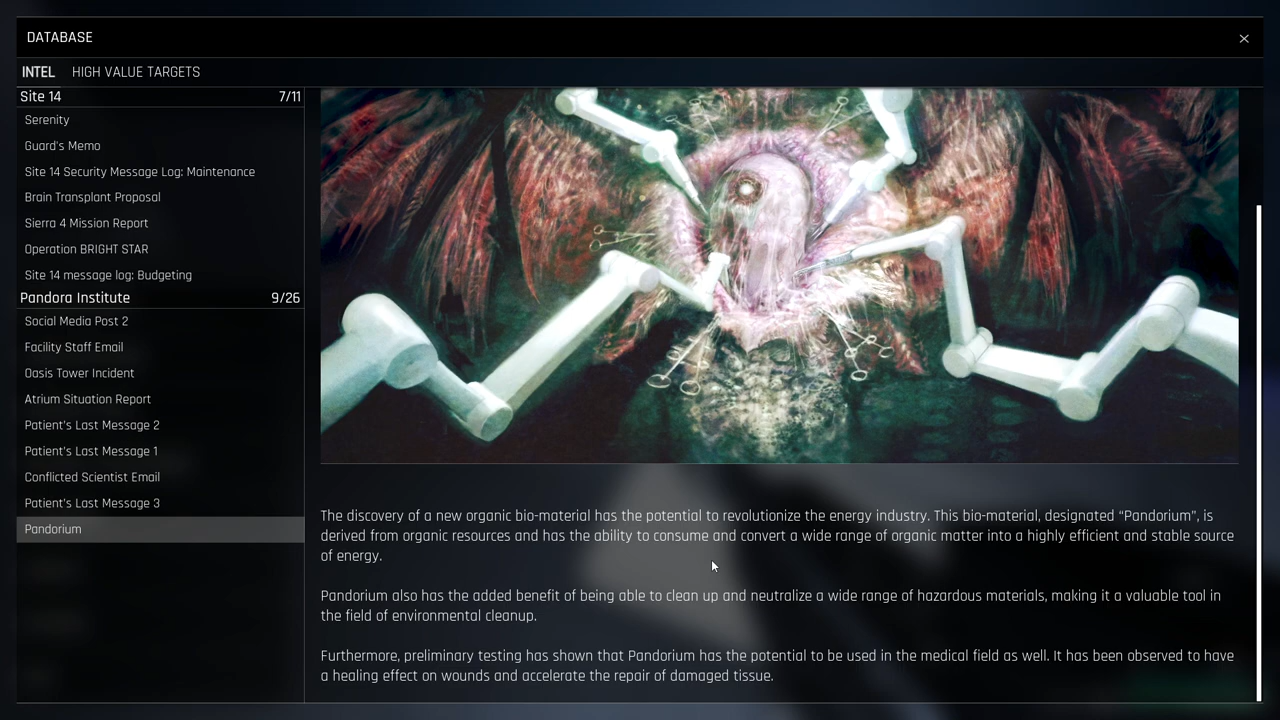 DATABASE
INTEL HIGH VALUE TARGETS
Site 14 7/11
Serenity
Guard's Memo
Site 14 Security Message Log: Maintenance
Brain Transplant Proposal
Sierra 4 Mission Report
Operation BRIGHT STAR
Site 14 message log: Budgeting
Pandora Institute 9/26
Social Media Post 2
Facility Staff Email
Oasis Tower Incident
Atrium Situation Report
Patient's Last Message 2
Patient's Last Message 1
Conflicted Scientist Email
Patient's Last Message 3
Pandorium
The discovery of a new organic bio-material has the potential to revolutionize the energy industry. This bio-material, designated “Pandorium”, is
derived from organic resources and has the ability to consume and convert a wide range of organic matter into a highly efficient and stable source
of energy.
Pandorium also has the added benefit of being able to clean up and neutralize a wide range of hazardous materials, making it a valuable tool in
the field of environmental cleanup.
Furthermore, preliminary testing has shown that Pandorium has the potential to be used in the medical field as well. It has been observed to have
a healing effect on wounds and accelerate the repair of damaged tissue.